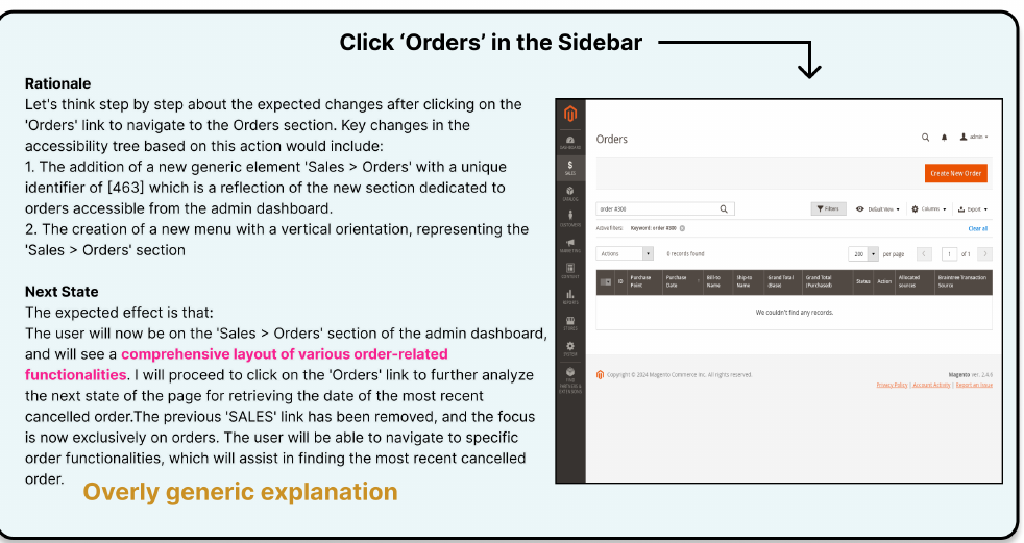 Click 'Orders' in the Sidebar
Rationale
Let's think step by step about the expected changes after clicking on the
'Orders' link to navigate to the Orders section. Key changes in the
accessibility tree based on this action would include:
1. The addition of a new generic element 'Sales > Orders' with a unique
identifier of [463] which is a reflection of the new section dedicated to
orders accessible from the admin dashboard.
2. The creation of a new menu with a vertical orientation, representing the
'Sales > Orders' section
Next State
The expected effect is that:
The user will now be on the 'Sales > Orders' section of the admin dashboard,
and will see a comprehensive layout of various order-related
functionalities. I will proceed to click on the 'Orders' link to further analyze
the next state of the page for retrieving the date of the most recent
cancelled order.The previous 'SALES' link has been removed, and the focus
is now exclusively on orders. The user will be able to navigate to specific
order functionalities, which will assist in finding the most recent cancelled
order.
Overly generic explanation
DASHBOARD
$
SALES
CATALOG
CUSTOMERS
MARKETING
CONTENT
REPORTS
STORES
SYSTEM
FIND PARTNERS & EXTENSIONS
Orders
admin
Create New Order
order #300
Filters
Default View
Columns
Export
Active filters: Keyword: order #300
Clear all
Actions
0 records found
200
per page
1
of 1
ID
Purchase Point
Purchase Date
Bill-to Name
Ship-to Name
Grand Total (Base)
Grand Total (Purchased)
Status
Action
Allocated sources
Braintree Transaction Source
We couldn't find any records.
Copyright © 2024 Magento Commerce Inc. All rights reserved.
Magento ver. 2.4.6
Privacy Policy | Account Activity | Report an Issue